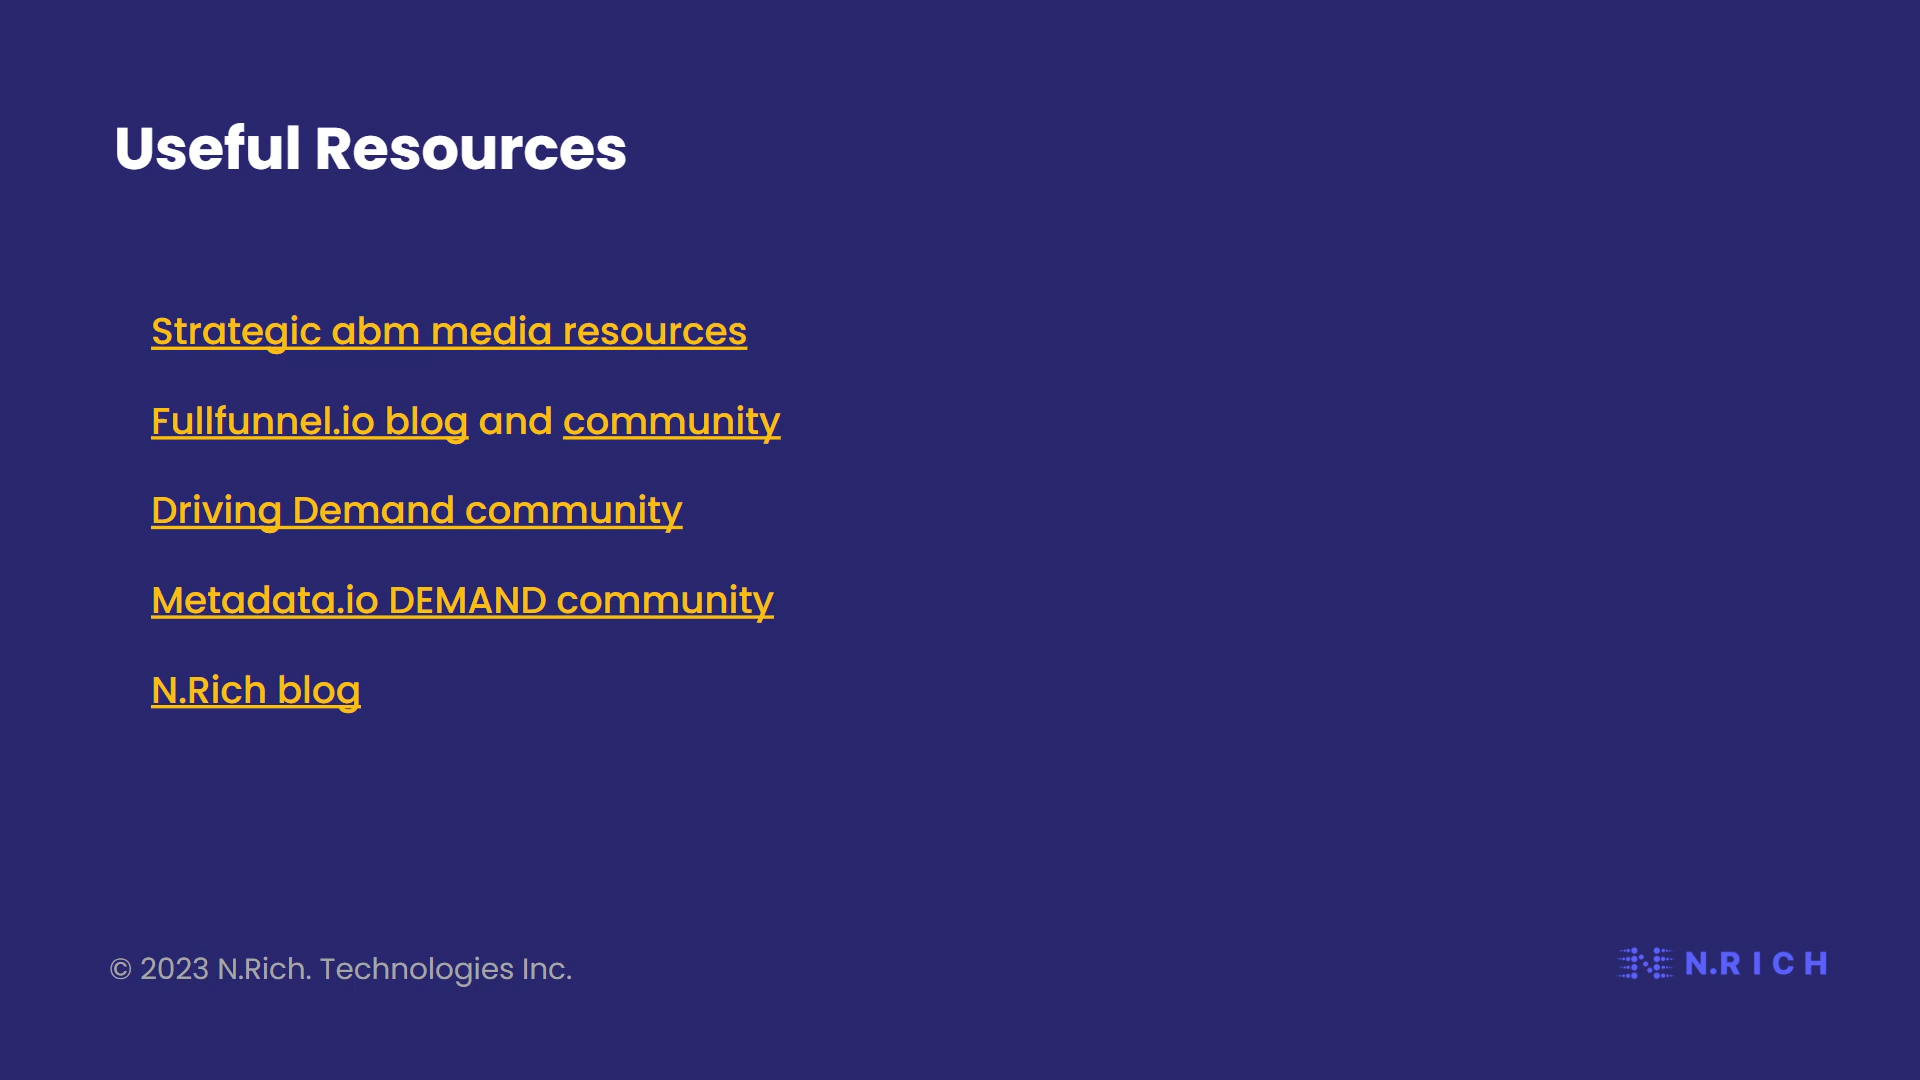 Useful Resources
Strategic abm media resources
Fullfunnel.io blog and community
Driving Demand community
Metadata.io DEMAND community
N.Rich blog
© 2023 N.Rich. Technologies Inc.
N.RICH